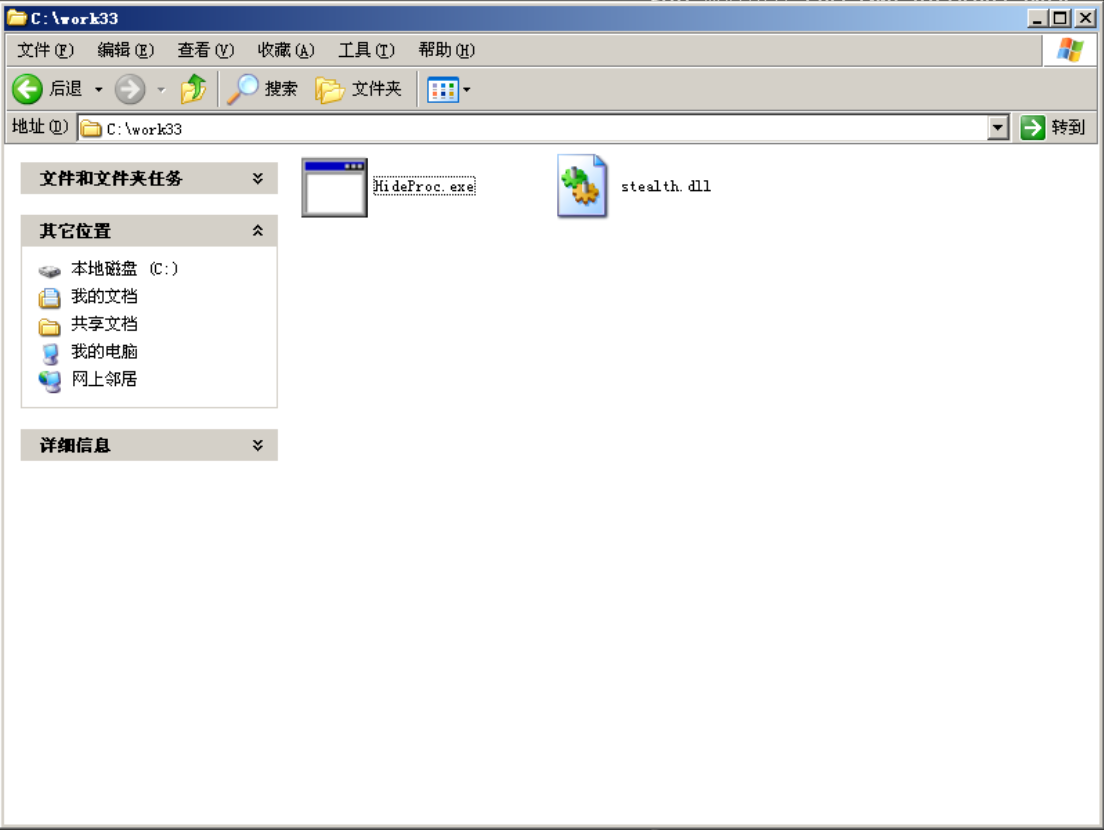 C:\work33
文件(F) 编辑(E) 查看(V) 收藏(A) 工具(T) 帮助(H)
后退 搜索 文件夹
地址(D) C:\work33 转到
文件和文件夹任务
其它位置
本地磁盘 (C:)
我的文档
共享文档
我的电脑
网上邻居
详细信息
HideProc.exe
stealth.dll